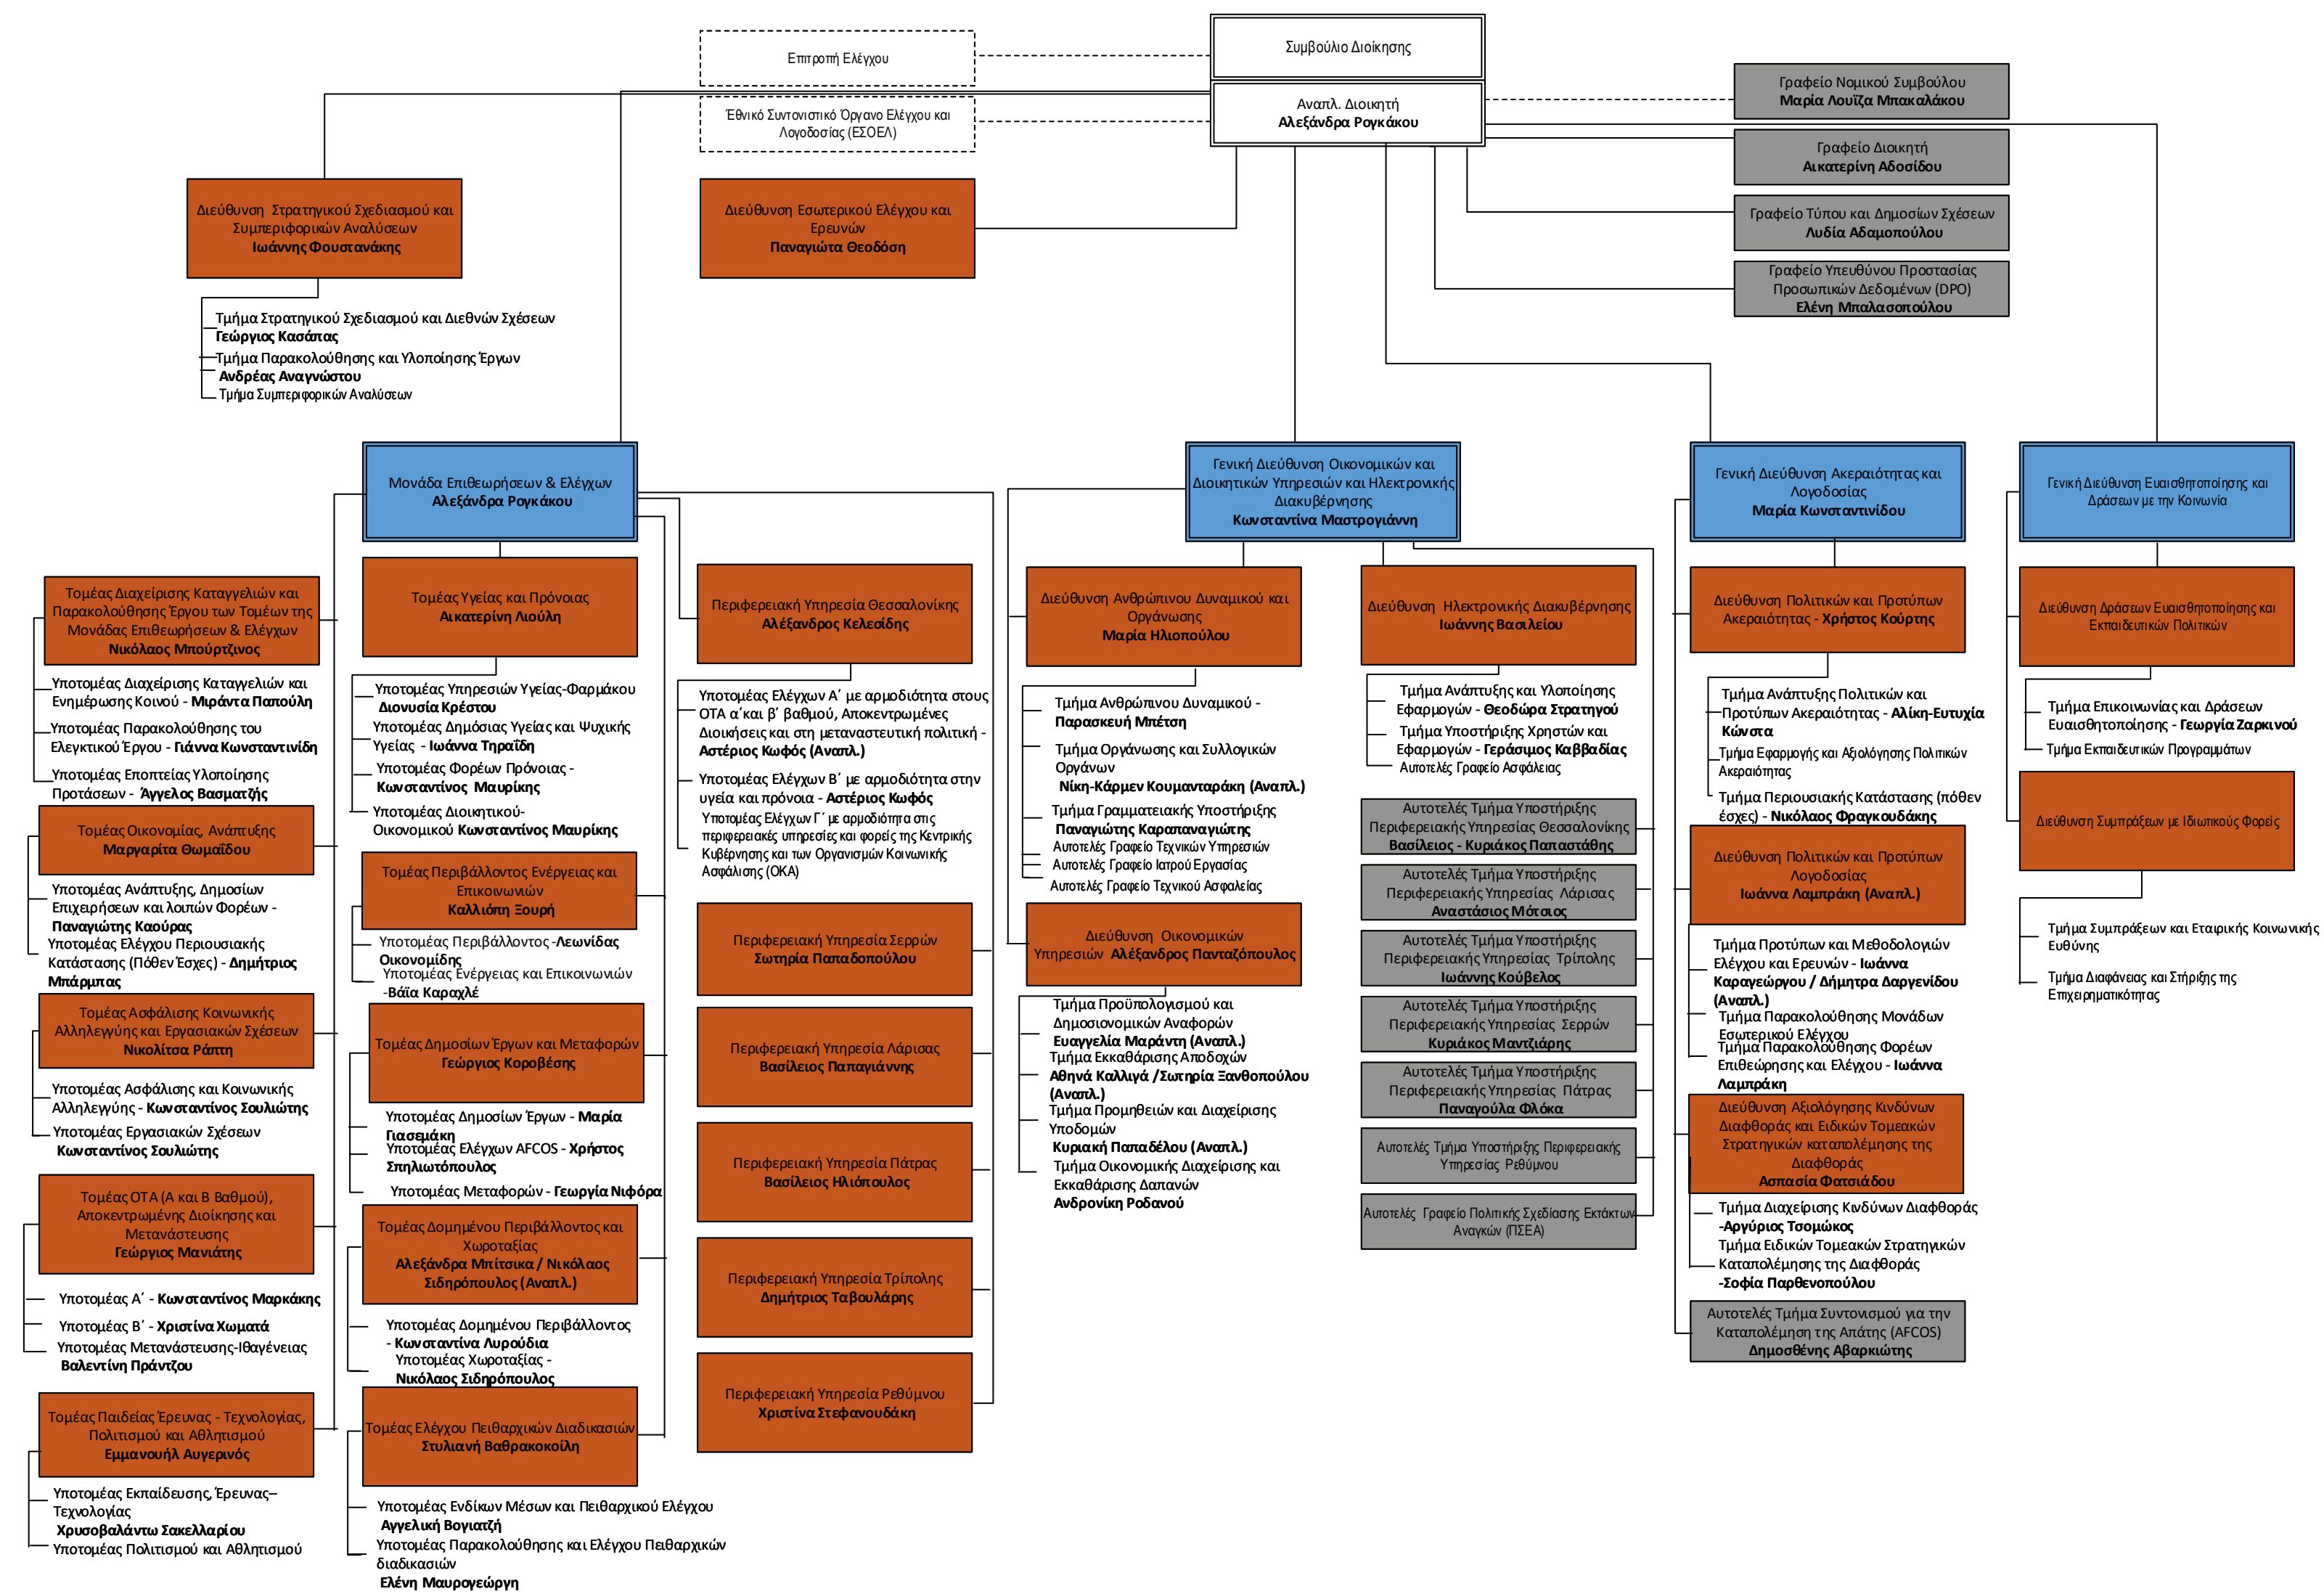 Συμβούλιο Διοίκησης
Αναπλ. Διοικητή
Αλεξάνδρα Ρογκάκου
Επιτροπή Ελέγχου
Έθνικό Συντονιστικό Όργανο Ελέγχου και
Λογοδοσίας (ΕΣΟΕΛ)
Γραφείο Νομικού Συμβούλου
Μαρία Λουΐζα Μπακαλάκου
Γραφείο Διοικητή
Αικατερίνη Αδοσίδου
Γραφείο Τύπου και Δημοσίων Σχέσεων
Λυδία Αδαμοπούλου
Γραφείο Υπευθύνου Προστασίας
Προσωπικών Δεδομένων (DPO)
Ελένη Μπαλασοπούλου
Διεύθυνση Στρατηγικού Σχεδιασμού και
Συμπεριφορικών Αναλύσεων
Ιωάννης Φουστανάκης
Τμήμα Στρατηγικού Σχεδιασμού και Διεθνών Σχέσεων
Γεώργιος Κασάπας
Τμήμα Παρακολούθησης και Υλοποίησης Έργων
Ανδρέας Αναγνώστου
Τμήμα Συμπεριφορικών Αναλύσεων
Διεύθυνση Εσωτερικού Ελέγχου και
Ερευνών
Παναγιώτα Θεοδόση
Μονάδα Επιθεωρήσεων & Ελέγχων
Αλεξάνδρα Ρογκάκου
Τομέας Διαχείρισης Καταγγελιών και
Παρακολούθησης Έργου των Τομέων της
Μονάδας Επιθεωρήσεων & Ελέγχων
Νικόλαος Μπούρτζινος
Υποτομέας Διαχείρισης Καταγγελιών και
Ενημέρωσης Κοινού - Μιράντα Παπούλη
Υποτομέας Παρακολούθησης του
Ελεγκτικού Έργου - Γιάννα Κωνσταντινίδη
Υποτομέας Εποπτείας Υλοποίησης
Προτάσεων - Άγγελος Βασματζής
Τομέας Οικονομίας, Ανάπτυξης
Μαργαρίτα Θωμαΐδου
Υποτομέας Ανάπτυξης, Δημοσίων
Επιχειρήσεων και λοιπών Φορέων -
Παναγιώτης Καούρας
Υποτομέας Ελέγχου Περιουσιακής
Κατάστασης (Πόθεν Έσχες) - Δημήτριος
Μπάρμπας
Τομέας Ασφάλισης Κοινωνικής
Αλληλεγγύης και Εργασιακών Σχέσεων
Νικολίτσα Ράπτη
Υποτομέας Ασφάλισης και Κοινωνικής
Αλληλεγγύης - Κωνσταντίνος Σουλιώτης
Υποτομέας Εργασιακών Σχέσεων
Κωνσταντίνος Σουλιώτης
Τομέας ΟΤΑ (Α και Β Βαθμού),
Αποκεντρωμένης Διοίκησης και
Μετανάστευσης
Γεώργιος Μανιάτης
Υποτομέας Α΄ - Κωνσταντίνος Μαρκάκης
Υποτομέας Β΄ - Χριστίνα Χωματά
Υποτομέας Μετανάστευσης-Ιθαγένειας
Βαλεντίνη Πράντζου
Τομέας Παιδείας Έρευνας - Τεχνολογίας,
Πολιτισμού και Αθλητισμού
Εμμανουήλ Αυγερινός
Υποτομέας Εκπαίδευσης, Έρευνας–
Τεχνολογίας
Χρυσοβαλάντω Σακελλαρίου
Υποτομέας Πολιτισμού και Αθλητισμού
Τομέας Υγείας και Πρόνοιας
Αικατερίνη Λιούλη
Υποτομέας Υπηρεσιών Υγείας-Φαρμάκου
Διονυσία Κρέστου
Υποτομέας Δημόσιας Υγείας και Ψυχικής
Υγείας - Ιωάννα Τηραΐδη
Υποτομέας Φορέων Πρόνοιας -
Κωνσταντίνος Μαυρίκης
Υποτομέας Διοικητικού-
Οικονομικού Κωνσταντίνος Μαυρίκης
Τομέας Περιβάλλοντος Ενέργειας και
Επικοινωνιών
Καλλιόπη Ξουρή
Υποτομέας Περιβάλλοντος -Λεωνίδας
Οικονομίδης
Υποτομέας Ενέργειας και Επικοινωνιών
-Βάϊα Καραχλέ
Τομέας Δημοσίων Έργων και Μεταφορών
Γεώργιος Κοροβέσης
Υποτομέας Δημοσίων Έργων - Μαρία
Γιασεμάκη
Υποτομέας Ελέγχων AFCOS - Χρήστος
Σπηλιωτόπουλος
Υποτομέας Μεταφορών - Γεωργία Νιφόρα
Τομέας Δομημένου Περιβάλλοντος και
Χωροταξίας
Αλεξάνδρα Μπίτσικα / Νικόλαος
Σιδηρόπουλος (Αναπλ.)
Υποτομέας Δομημένου Περιβάλλοντος
- Κωνσταντίνα Λυρούδια
Υποτομέας Χωροταξίας -
Νικόλαος Σιδηρόπουλος
Τομέας Ελέγχου Πειθαρχικών Διαδικασιών
Στυλιανή Βαθρακοκοίλη
Υποτομέας Ενδίκων Μέσων και Πειθαρχικού Ελέγχου
Αγγελική Βογιατζή
Υποτομέας Παρακολούθησης και Ελέγχου Πειθαρχικών
διαδικασιών
Ελένη Μαυρογεώργη
Περιφερειακή Υπηρεσία Θεσσαλονίκης
Αλέξανδρος Κελεσίδης
Υποτομέας Ελέγχων Α΄ με αρμοδιότητα στους
ΟΤΑ α΄και β΄ βαθμού, Αποκεντρωμένες
Διοικήσεις και στη μεταναστευτική πολιτική -
Αστέριος Κωφός (Αναπλ.)
Υποτομέας Ελέγχων Β΄ με αρμοδιότητα στην
υγεία και πρόνοια - Αστέριος Κωφός
Υποτομέας Ελέγχων Γ΄ με αρμοδιότητα στις
περιφερειακές υπηρεσίες και φορείς της Κεντρικής
Κυβέρνησης και των Οργανισμών Κοινωνικής
Ασφάλισης (ΟΚΑ)
Περιφερειακή Υπηρεσία Σερρών
Σωτηρία Παπαδοπούλου
Περιφερειακή Υπηρεσία Λάρισας
Βασίλειος Παπαγιάννης
Περιφερειακή Υπηρεσία Πάτρας
Βασίλειος Ηλιόπουλος
Περιφερειακή Υπηρεσία Τρίπολης
Δημήτριος Ταβουλάρης
Περιφερειακή Υπηρεσία Ρεθύμνου
Χριστίνα Στεφανουδάκη
Γενική Διεύθυνση Οικονομικών και
Διοικητικών Υπηρεσιών και Ηλεκτρονικής
Διακυβέρνησης
Κωνσταντίνα Μαστρογιάννη
Διεύθυνση Ανθρώπινου Δυναμικού και
Οργάνωσης
Μαρία Ηλιοπούλου
Τμήμα Ανθρώπινου Δυναμικού -
Παρασκευή Μπέτση
Τμήμα Οργάνωσης και Συλλογικών
Οργάνων
Νίκη-Κάρμεν Κουμανταράκη (Αναπλ.)
Τμήμα Γραμματειακής Υποστήριξης
Παναγιώτης Καραπαναγιώτης
Αυτοτελές Γραφείο Τεχνικών Υπηρεσιών
Αυτοτελές Γραφείο Ιατρού Εργασίας
Αυτοτελές Γραφείο Τεχνικού Ασφαλείας
Διεύθυνση Οικονομικών
Υπηρεσιών Αλέξανδρος Πανταζόπουλος
Τμήμα Προϋπολογισμού και
Δημοσιονομικών Αναφορών
Ευαγγελία Μαράντη (Αναπλ.)
Τμήμα Εκκαθάρισης Αποδοχών
Αθηνά Καλλιγά /Σωτηρία Ξανθοπούλου
(Αναπλ.)
Τμήμα Προμηθειών και Διαχείρισης
Υποδομών
Κυριακή Παπαδέλου (Αναπλ.)
Τμήμα Οικονομικής Διαχείρισης και
Εκκαθάρισης Δαπανών
Ανδρονίκη Ροδανού
Διεύθυνση Ηλεκτρονικής Διακυβέρνησης
Ιωάννης Βασιλείου
Τμήμα Ανάπτυξης και Υλοποίησης
Εφαρμογών - Θεοδώρα Στρατηγού
Τμήμα Υποστήριξης Χρηστών και
Εφαρμογών - Γεράσιμος Καββαδίας
Αυτοτελές Γραφείο Ασφάλειας
Αυτοτελές Τμήμα Υποστήριξης
Περιφερειακής Υπηρεσίας Θεσσαλονίκης
Βασίλειος - Κυριάκος Παπαστάθης
Αυτοτελές Τμήμα Υποστήριξης
Περιφερειακής Υπηρεσίας Λάρισας
Αναστάσιος Μότσιος
Αυτοτελές Τμήμα Υποστήριξης
Περιφερειακής Υπηρεσίας Τρίπολης
Ιωάννης Κούβελος
Αυτοτελές Τμήμα Υποστήριξης
Περιφερειακής Υπηρεσίας Σερρών
Κυριάκος Μαντζιάρης
Αυτοτελές Τμήμα Υποστήριξης
Περιφερειακής Υπηρεσίας Πάτρας
Παναγούλα Φλόκα
Αυτοτελές Τμήμα Υποστήριξης Περιφερειακής
Υπηρεσίας Ρεθύμνου
Αυτοτελές Γραφείο Πολιτικής Σχεδίασης Εκτάκτων
Αναγκών (ΠΣΕΑ)
Γενική Διεύθυνση Ακεραιότητας και
Λογοδοσίας
Μαρία Κωνσταντινίδου
Διεύθυνση Πολιτικών και Προτύπων
Ακεραιότητας - Χρήστος Κούρτης
Τμήμα Ανάπτυξης Πολιτικών και
Προτύπων Ακεραιότητας - Αλίκη-Ευτυχία
Κώνστα
Τμήμα Εφαρμογής και Αξιολόγησης Πολιτικών
Ακεραιότητας
Τμήμα Περιουσιακής Κατάστασης (πόθεν
έσχες) - Νικόλαος Φραγκουδάκης
Διεύθυνση Πολιτικών και Προτύπων
Λογοδοσίας
Ιωάννα Λαμπράκη (Αναπλ.)
Τμήμα Προτύπων και Μεθοδολογιών
Ελέγχου και Ερευνών - Ιωάννα
Καραγεώργου / Δήμητρα Δαργενίδου
(Αναπλ.)
Τμήμα Παρακολούθησης Μονάδων
Εσωτερικού Ελέγχου
Τμήμα Παρακολούθησης Φορέων
Επιθεώρησης και Ελέγχου - Ιωάννα
Λαμπράκη
Διεύθυνση Αξιολόγησης Κινδύνων
Διαφθοράς και Ειδικών Τομεακών
Στρατηγικών καταπολέμησης της
Διαφθοράς
Ασπασία Φατσιάδου
Τμήμα Διαχείρισης Κινδύνων Διαφθοράς
-Αργύριος Τσομώκος
Τμήμα Ειδικών Τομεακών Στρατηγικών
Καταπολέμησης της Διαφθοράς
-Σοφία Παρθενοπούλου
Αυτοτελές Τμήμα Συντονισμού για την
Καταπολέμηση της Απάτης (AFCOS)
Δημοσθένης Αβαρκιώτης
Γενική Διεύθυνση Ευαισθητοποίησης και
Δράσεων με την Κοινωνία
Διεύθυνση Δράσεων Ευαισθητοποίησης και
Εκπαιδευτικών Πολιτικών
Τμήμα Επικοινωνίας και Δράσεων
Ευαισθητοποίησης - Γεωργία Ζαρκινού
Τμήμα Εκπαιδευτικών Προγραμμάτων
Διεύθυνση Συμπράξεων με Ιδιωτικούς Φορείς
Τμήμα Συμπράξεων και Εταιρικής Κοινωνικής
Ευθύνης
Τμήμα Διαφάνειας και Στήριξης της
Επιχειρηματικότητας